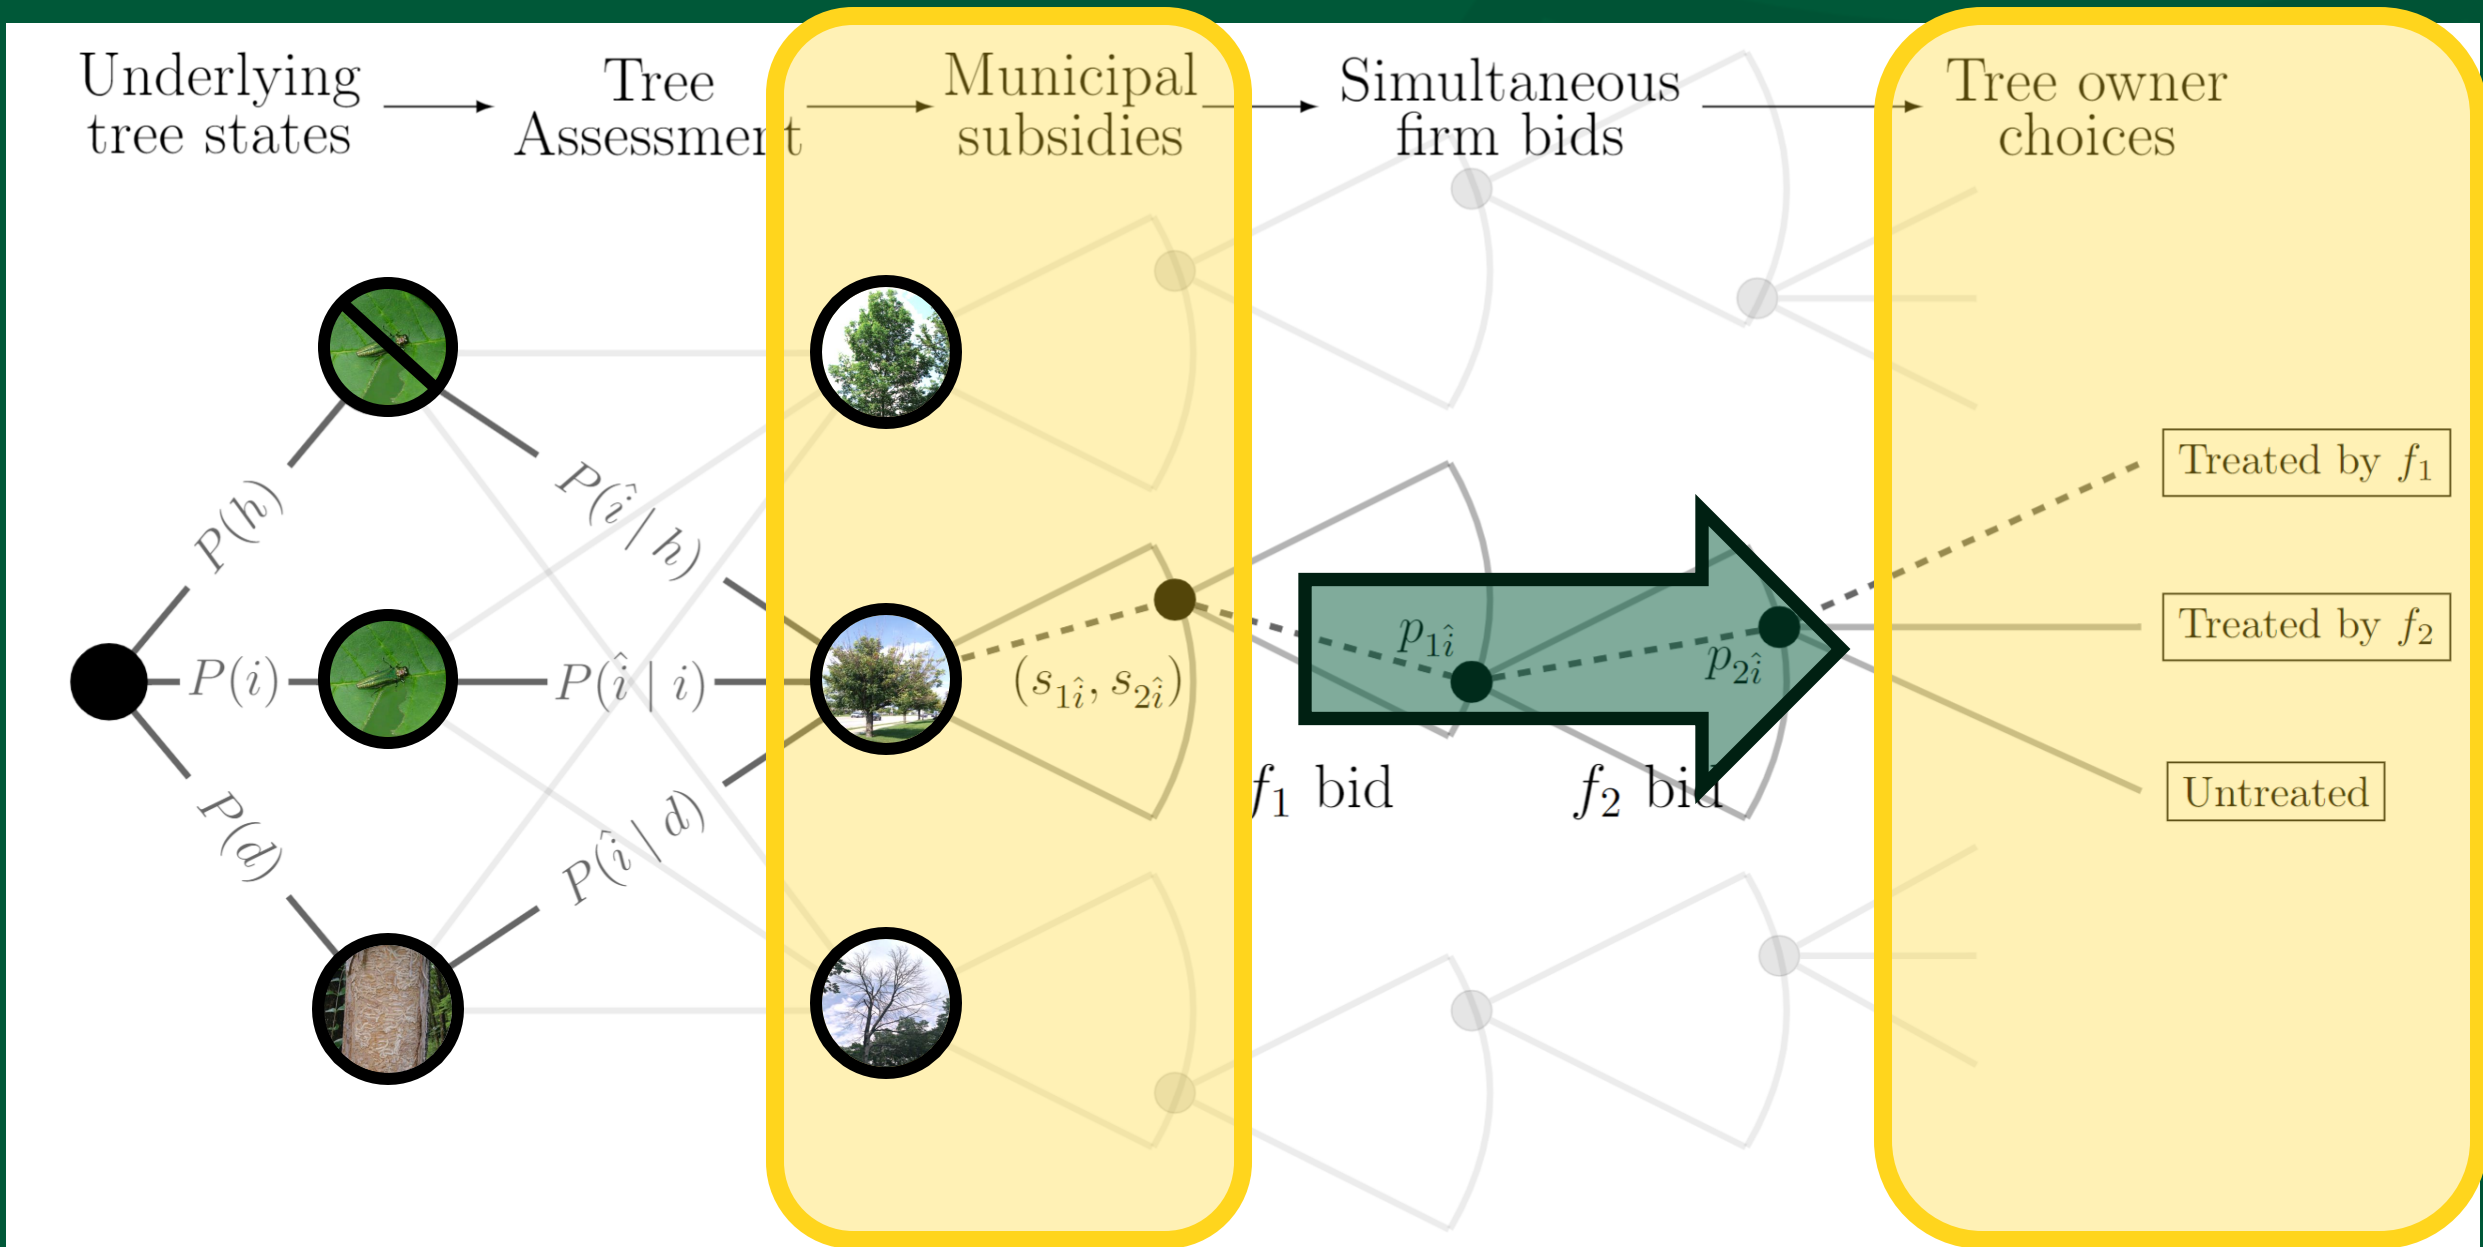 Underlying
tree states
Tree
Assessment
Municipal
subsidies
Simultaneous
firm bids
Tree owner
choices
P(h)
P(i)
P(d)
P(î | h)
P(î | i)
P(î | d)
(s₁î, s₂î)
p₁î
p₂î
f₁ bid
f₂ bid
Treated by f₁
Treated by f₂
Untreated